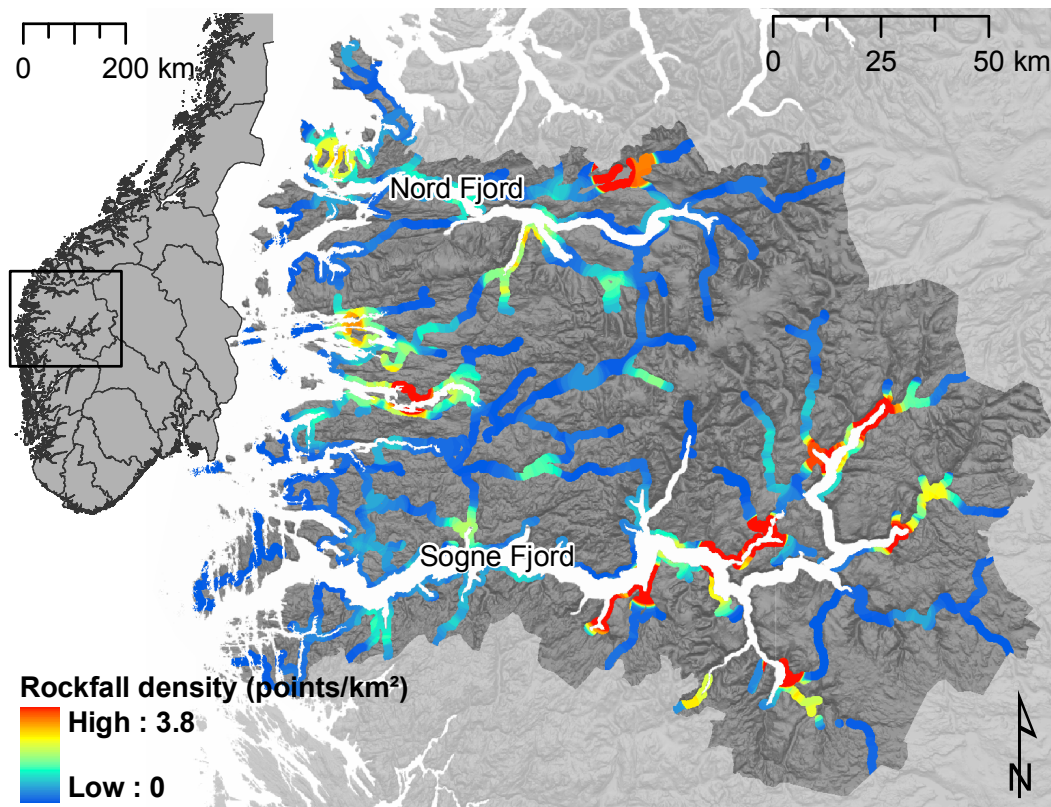 0 200 km
0 25 50 km
Nord Fjord
Sogne Fjord
Rockfall density (points/km²)
High : 3.8
Low : 0
N